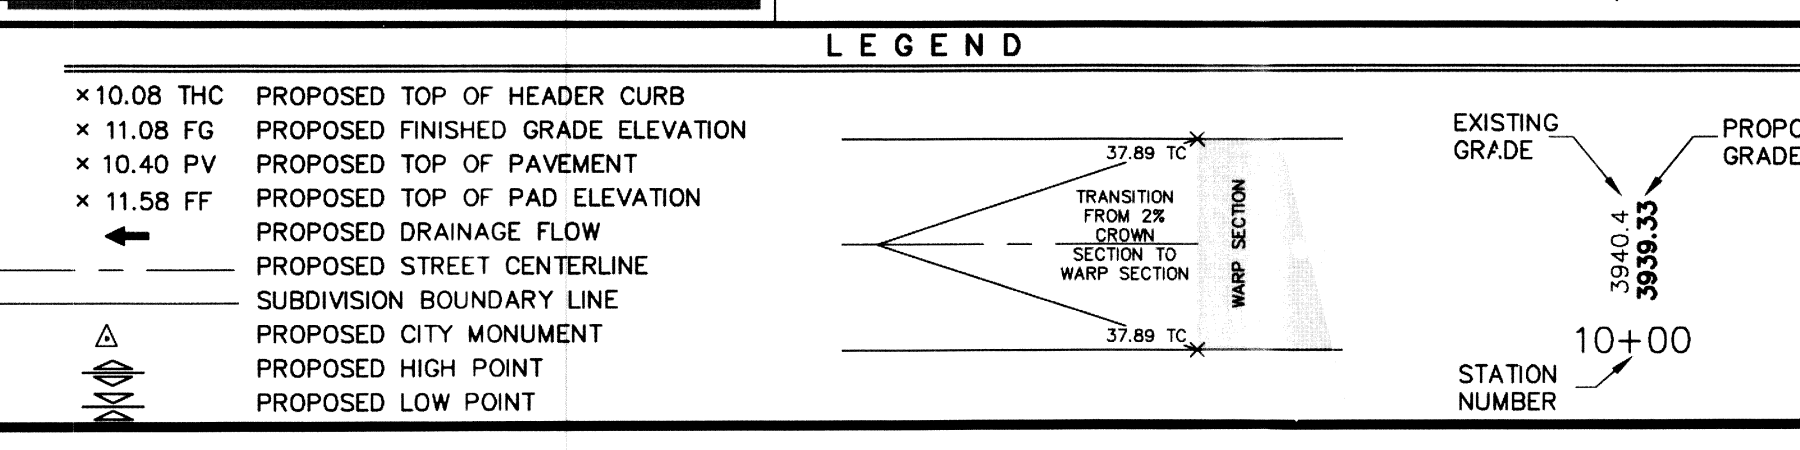 LEGEND
×10.08 THC PROPOSED TOP OF HEADER CURB
× 11.08 FG PROPOSED FINISHED GRADE ELEVATION
× 10.40 PV PROPOSED TOP OF PAVEMENT
× 11.58 FF PROPOSED TOP OF PAD ELEVATION
PROPOSED DRAINAGE FLOW
PROPOSED STREET CENTERLINE
SUBDIVISION BOUNDARY LINE
PROPOSED CITY MONUMENT
PROPOSED HIGH POINT
PROPOSED LOW POINT
37.89 TC
TRANSITION
FROM 2%
CROWN
SECTION TO
WARP SECTION
37.89 TC
WARP SECTION
EXISTING
GRADE
PROPO
GRADE
3940.4
3939.33
10+00
STATION
NUMBER